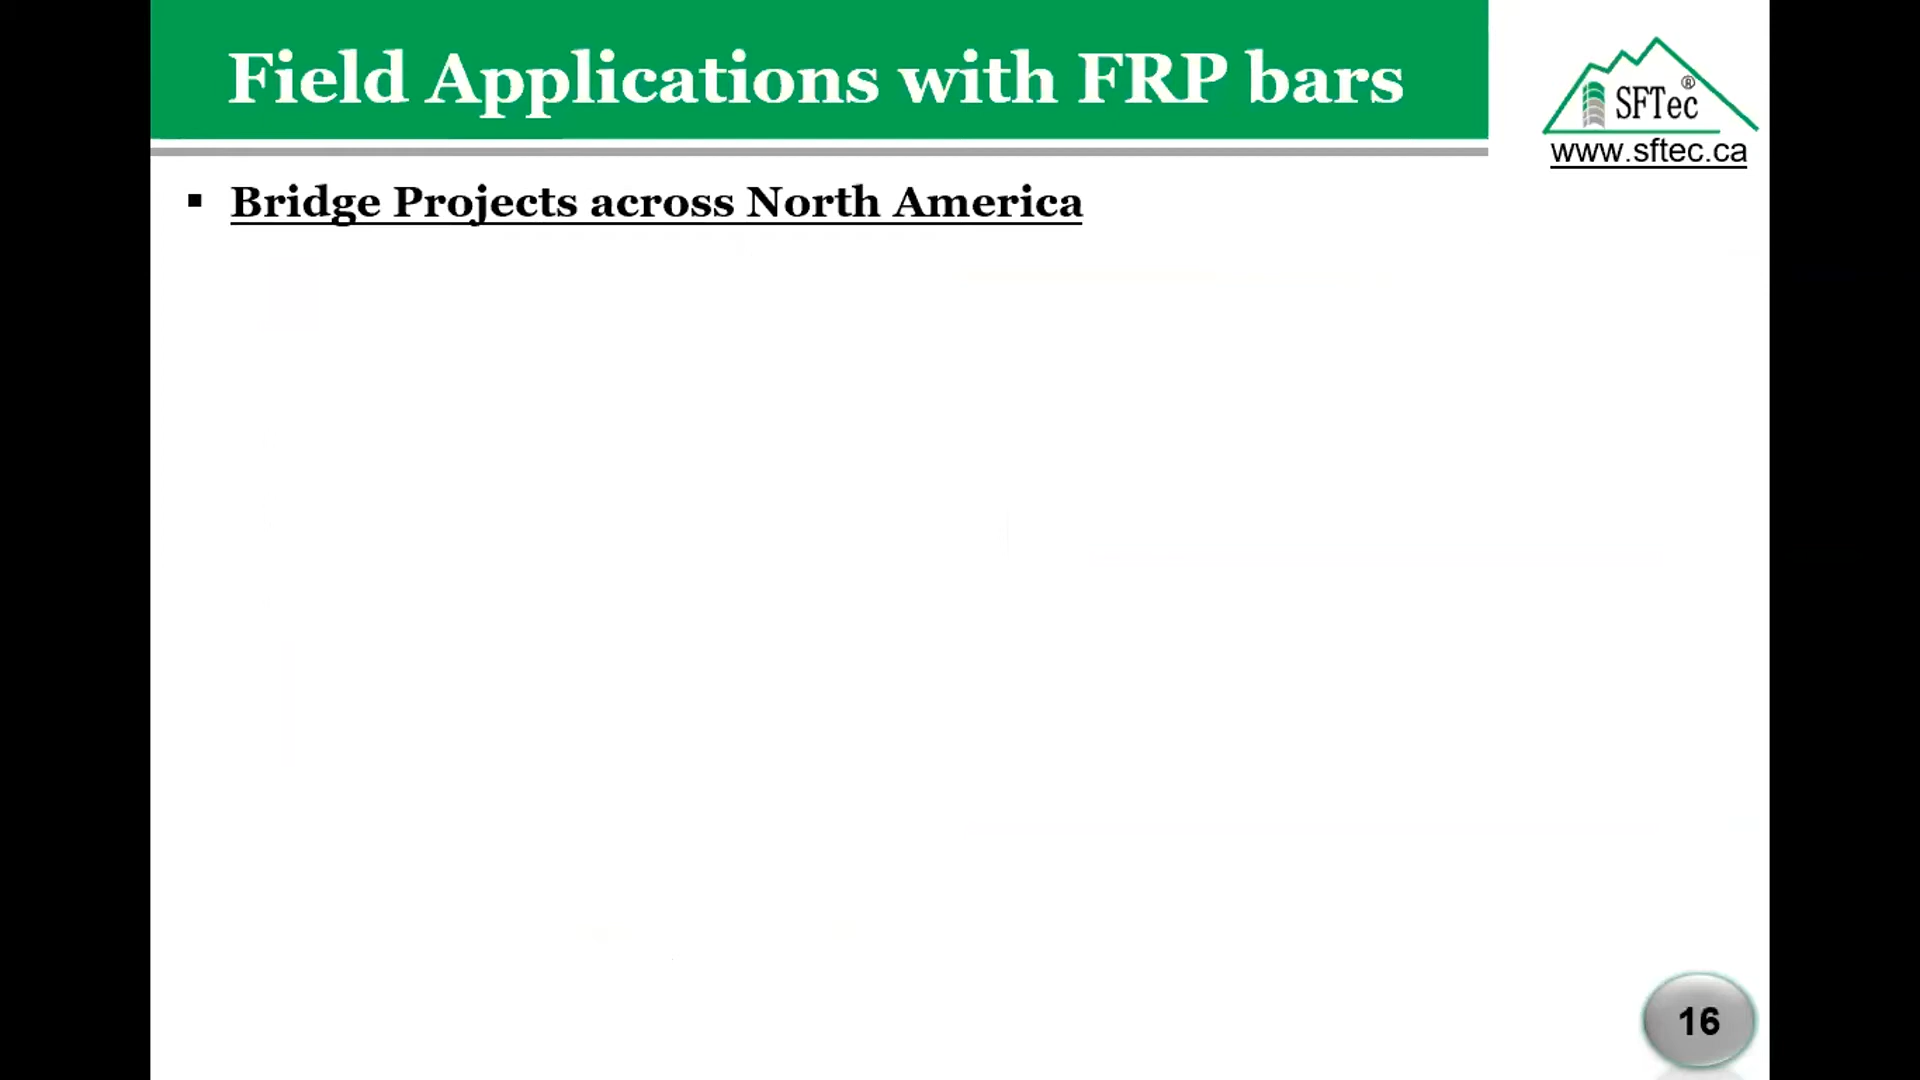 Field Applications with FRP bars
SFTec®
www.sftec.ca
▪ Bridge Projects across North America
16